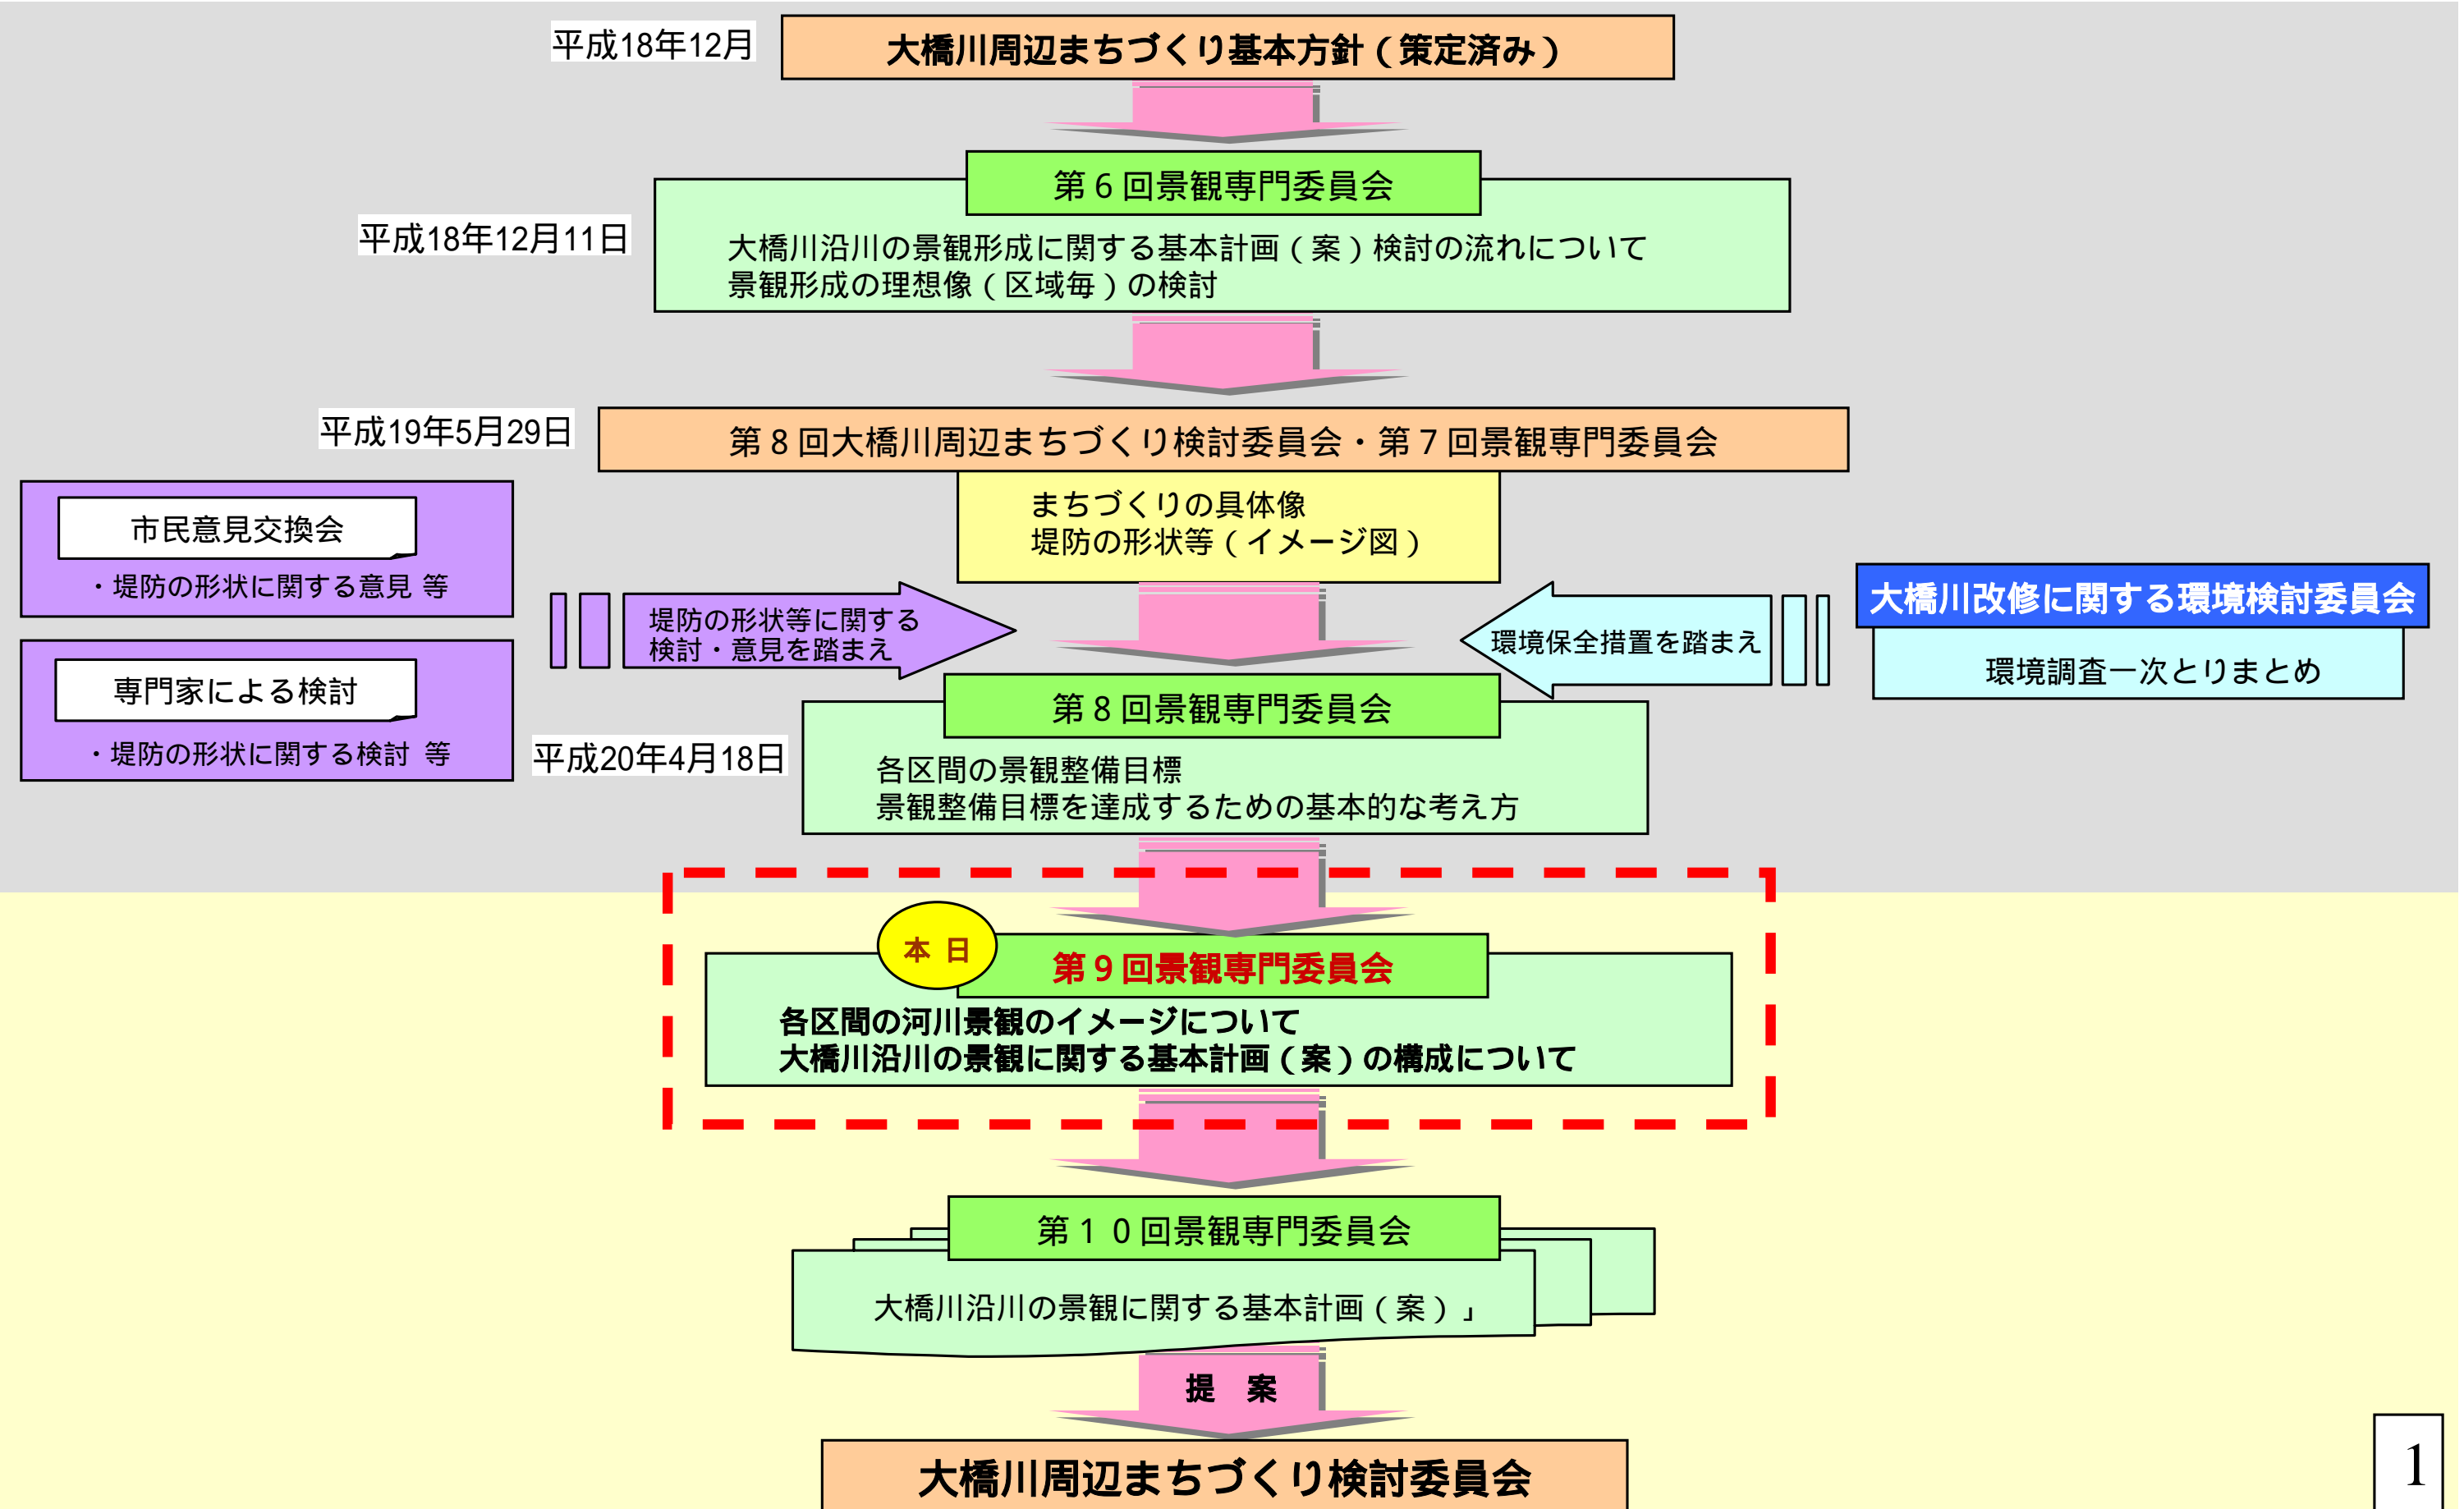 平成18年12月
大橋川周辺まちづくり基本方針（策定済み）
第６回景観専門委員会
平成18年12月11日
大橋川沿川の景観形成に関する基本計画（案）検討の流れについて
景観形成の理想像（区域毎）の検討
平成19年5月29日
第８回大橋川周辺まちづくり検討委員会・第７回景観専門委員会
まちづくりの具体像
堤防の形状等（イメージ図）
市民意見交換会
・堤防の形状に関する意見 等
専門家による検討
・堤防の形状に関する検討 等
堤防の形状等に関する
検討・意見を踏まえ
環境保全措置を踏まえ
大橋川改修に関する環境検討委員会
環境調査一次とりまとめ
第８回景観専門委員会
平成20年4月18日
各区間の景観整備目標
景観整備目標を達成するための基本的な考え方
本 日
第９回景観専門委員会
各区間の河川景観のイメージについて
大橋川沿川の景観に関する基本計画（案）の構成について
第１０回景観専門委員会
大橋川沿川の景観に関する基本計画（案）」
提 案
大橋川周辺まちづくり検討委員会
1